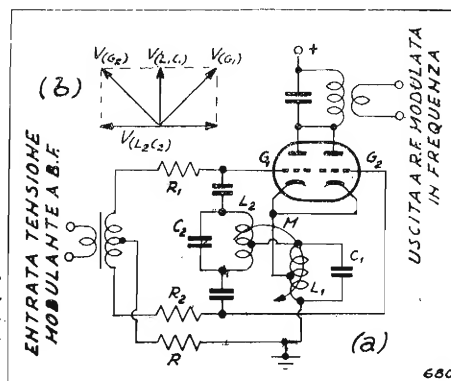 V(G2)
V(L1C1)
V(G1)
(b)
V(L2C2)
+
G1
G2
R1
L2
C2
M
C1
L1
R2
R
(a)
ENTRATA TENSIONE
MODULANTE A B.F.
USCITA A R.F. MODULATA
IN FREQUENZA
680